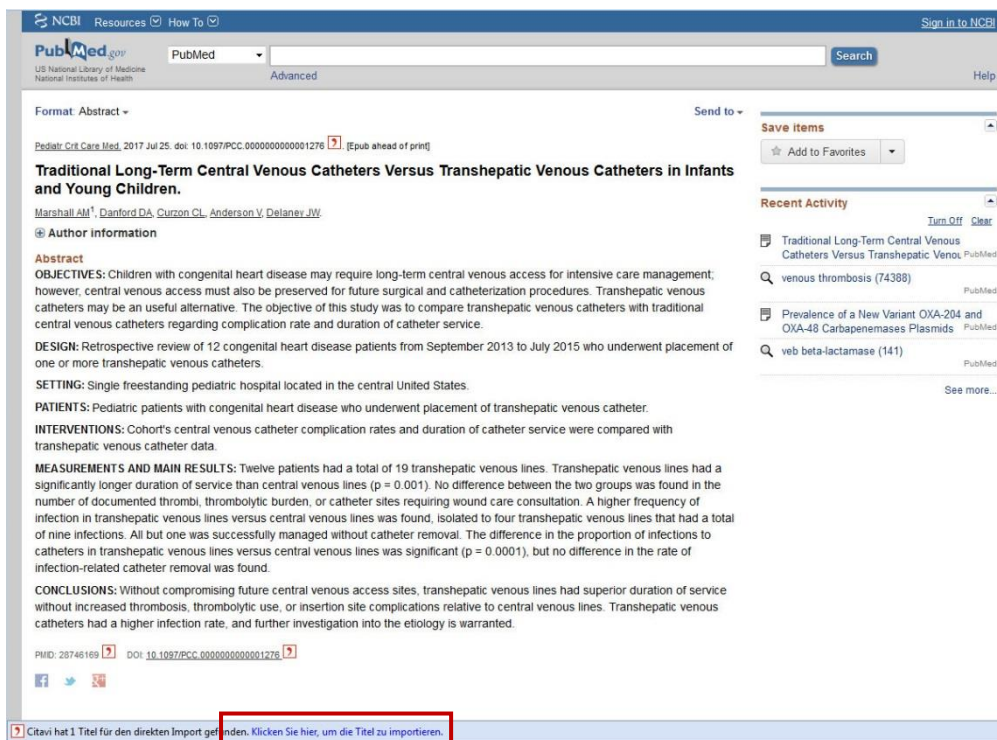 NCBI Resources How To Sign in to NCBI
PubMed.gov PubMed Search
US National Library of Medicine
National Institutes of Health
Advanced Help
Format: Abstract Send to
Pediatr Crit Care Med. 2017 Jul 25. doi: 10.1097/PCC.0000000000001276 . [Epub ahead of print]
Traditional Long-Term Central Venous Catheters Versus Transhepatic Venous Catheters in Infants
and Young Children.
Marshall AM1, Danford DA, Curzon CL, Anderson V, Delaney JW.
Author information
Abstract
OBJECTIVES: Children with congenital heart disease may require long-term central venous access for intensive care management;
however, central venous access must also be preserved for future surgical and catheterization procedures. Transhepatic venous
catheters may be an useful alternative. The objective of this study was to compare transhepatic venous catheters with traditional
central venous catheters regarding complication rate and duration of catheter service.
DESIGN: Retrospective review of 12 congenital heart disease patients from September 2013 to July 2015 who underwent placement of
one or more transhepatic venous catheters.
SETTING: Single freestanding pediatric hospital located in the central United States.
PATIENTS: Pediatric patients with congenital heart disease who underwent placement of transhepatic venous catheter.
INTERVENTIONS: Cohort's central venous catheter complication rates and duration of catheter service were compared with
transhepatic venous catheter data.
MEASUREMENTS AND MAIN RESULTS: Twelve patients had a total of 19 transhepatic venous lines. Transhepatic venous lines had a
significantly longer duration of service than central venous lines (p = 0.001). No difference between the two groups was found in the
number of documented thrombi, thrombolytic burden, or catheter sites requiring wound care consultation. A higher frequency of
infection in transhepatic venous lines versus central venous lines was found, isolated to four transhepatic venous lines that had a total
of nine infections. All but one was successfully managed without catheter removal. The difference in the proportion of infections to
catheters in transhepatic venous lines versus central venous lines was significant (p = 0.0001), but no difference in the rate of
infection-related catheter removal was found.
CONCLUSIONS: Without compromising future central venous access sites, transhepatic venous lines had superior duration of service
without increased thrombosis, thrombolytic use, or insertion site complications relative to central venous lines. Transhepatic venous
catheters had a higher infection rate, and further investigation into the etiology is warranted.
PMID: 28746169 DOI: 10.1097/PCC.0000000000001276
Save items
Add to Favorites
Recent Activity
Turn Off Clear
Traditional Long-Term Central Venous
Catheters Versus Transhepatic Venou PubMed
venous thrombosis (74388)
PubMed
Prevalence of a New Variant OXA-204 and
OXA-48 Carbapenemases Plasmids PubMed
veb beta-lactamase (141)
PubMed
See more...
Citavi hat 1 Titel für den direkten Import gefunden. Klicken Sie hier, um die Titel zu importieren.